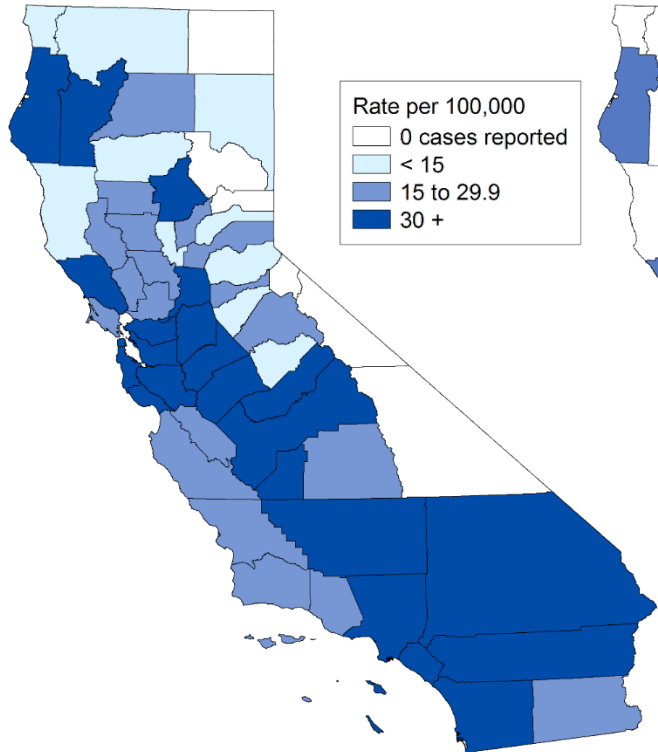 Rate per 100,000
0 cases reported
< 15
15 to 29.9
30 +